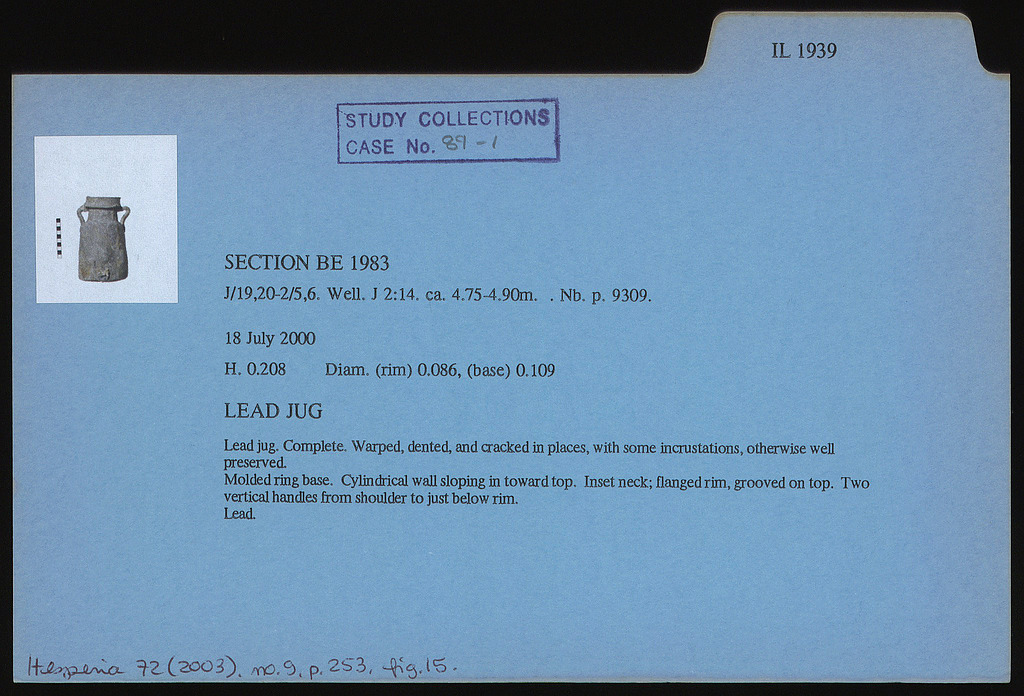 IL 1939
STUDY COLLECTIONS
CASE No. 89-1
SECTION BE 1983
J/19,20-2/5,6. Well. J 2:14. ca. 4.75-4.90m. . Nb. p. 9309.
18 July 2000
H. 0.208 Diam. (rim) 0.086, (base) 0.109
LEAD JUG
Lead jug. Complete. Warped, dented, and cracked in places, with some incrustations, otherwise well
preserved.
Molded ring base. Cylindrical wall sloping in toward top. Inset neck; flanged rim, grooved on top. Two
vertical handles from shoulder to just below rim.
Lead.
Hesperia 72 (2003), no. 9, p. 253, fig. 15.